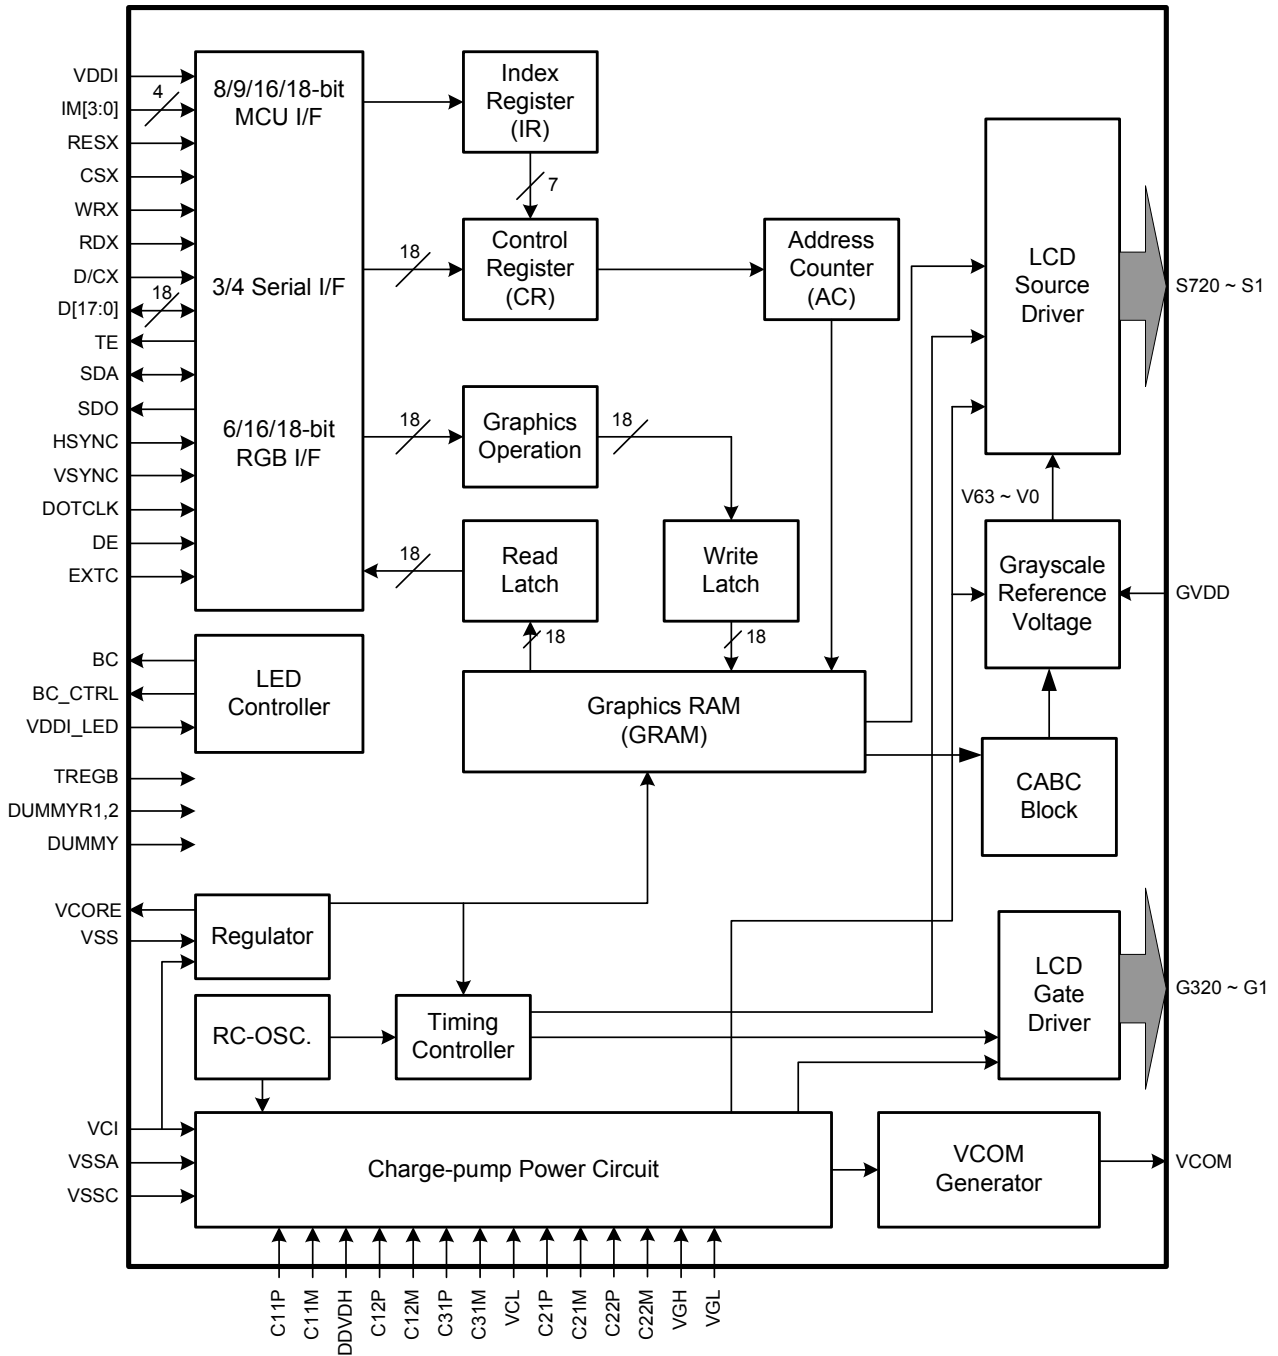 VDDI
IM[3:0]
4
RESX
CSX
WRX
RDX
D/CX
D[17:0]
18
TE
SDA
SDO
HSYNC
VSYNC
DOTCLK
DE
EXTC
8/9/16/18-bit
MCU I/F
3/4 Serial I/F
6/16/18-bit
RGB I/F
Index
Register
(IR)
7
18
Control
Register
(CR)
Address
Counter
(AC)
18
Graphics
Operation
18
18
Read
Latch
Write
Latch
18
18
Graphics RAM
(GRAM)
LCD
Source
Driver
S720 ~ S1
V63 ~ V0
Grayscale
Reference
Voltage
GVDD
CABC
Block
BC
BC_CTRL
VDDI_LED
LED
Controller
TREGB
DUMMYR1,2
DUMMY
VCORE
VSS
Regulator
RC-OSC.
Timing
Controller
LCD
Gate
Driver
G320 ~ G1
VCI
VSSA
VSSC
Charge-pump Power Circuit
VCOM
Generator
VCOM
C11P
C11M
DDVDH
C12P
C12M
C31P
C31M
VCL
C21P
C21M
C22P
C22M
VGH
VGL